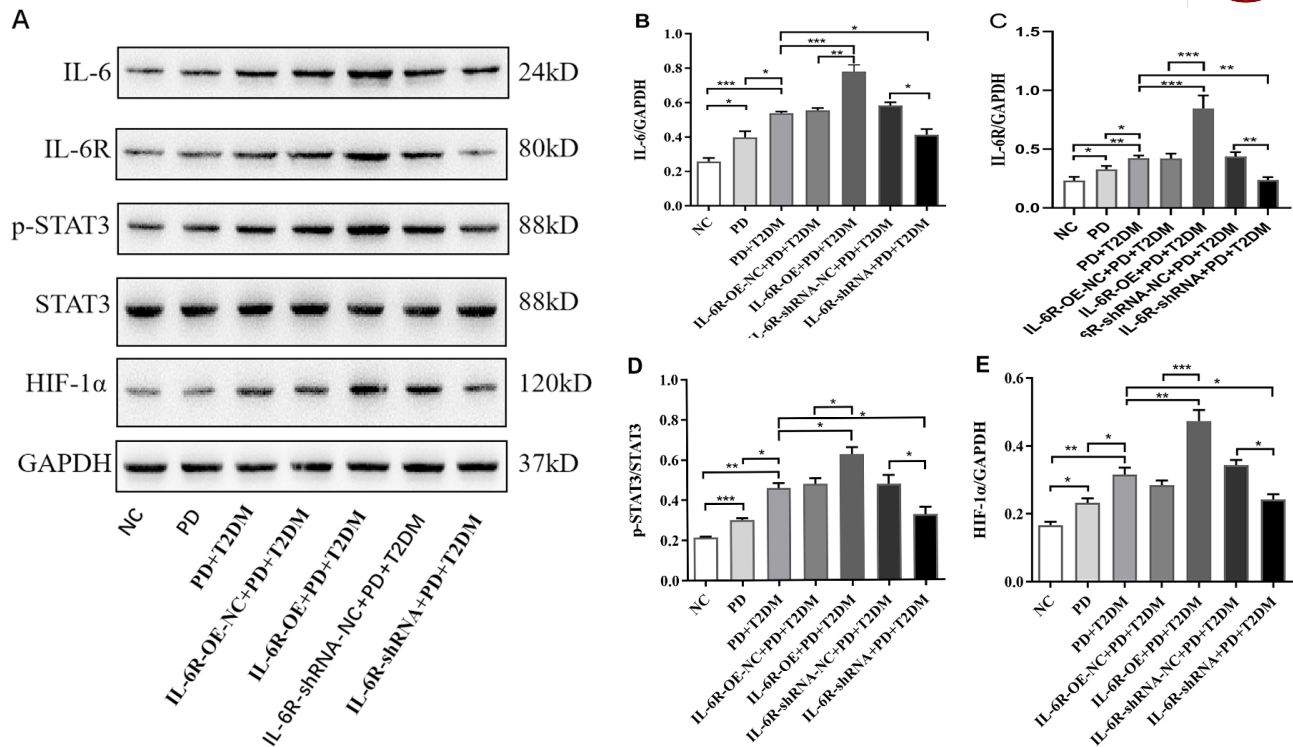 A
IL-6
24kD
IL-6R
80kD
p-STAT3
88kD
STAT3
88kD
HIF-1α
120kD
GAPDH
37kD
NC
PD
PD+T2DM
IL-6R-OE-NC+PD+T2DM
IL-6R-OE+PD+T2DM
IL-6R-shRNA-NC+PD+T2DM
IL-6R-shRNA+PD+T2DM
B
IL-6/GAPDH
1.0
0.8
0.6
0.4
0.2
0.0
*
***
**
***
*
*
*
NC
PD
PD+T2DM
IL-6R-OE-NC+PD+T2DM
IL-6R-OE+PD+T2DM
IL-6R-shRNA-NC+PD+T2DM
IL-6R-shRNA+PD+T2DM
C
IL-6R/GAPDH
1.5
1.0
0.5
0.0
***
**
***
*
**
*
**
NC
PD
PD+T2DM
IL-6R-OE-NC+PD+T2DM
IL-6R-OE+PD+T2DM
6R-shRNA-NC+PD+T2DM
IL-6R-shRNA+PD+T2DM
D
p-STAT3/STAT3
1.0
0.8
0.6
0.4
0.2
0.0
*
*
*
*
**
***
*
NC
PD
PD+T2DM
IL-6R-OE-NC+PD+T2DM
IL-6R-OE+PD+T2DM
IL-6R-shRNA-NC+PD+T2DM
IL-6R-shRNA+PD+T2DM
E
HIF-1α/GAPDH
0.6
0.4
0.2
0.0
***
*
**
*
**
*
*
NC
PD
PD+T2DM
IL-6R-OE-NC+PD+T2DM
IL-6R-OE+PD+T2DM
IL-6R-shRNA-NC+PD+T2DM
IL-6R-shRNA+PD+T2DM